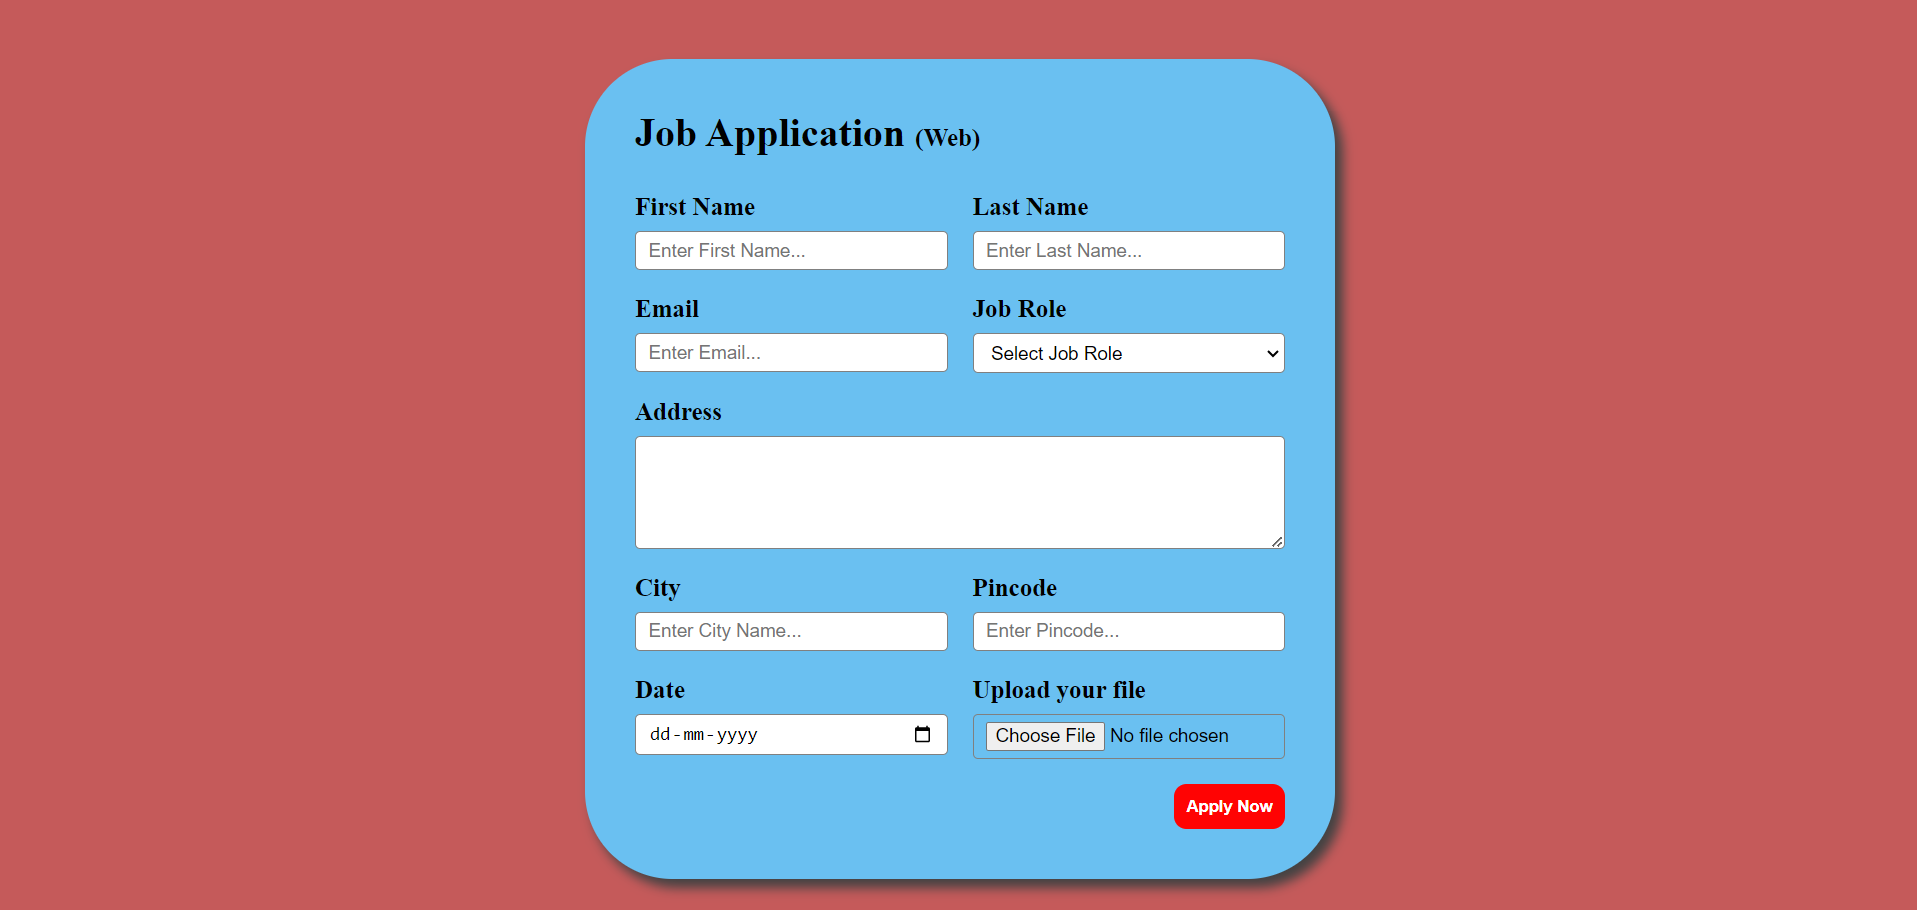 Job Application (Web)
First Name Last Name
Enter First Name... Enter Last Name...
Email Job Role
Enter Email... Select Job Role
Address
City Pincode
Enter City Name... Enter Pincode...
Date Upload your file
dd-mm-yyyy Choose File No file chosen
Apply Now